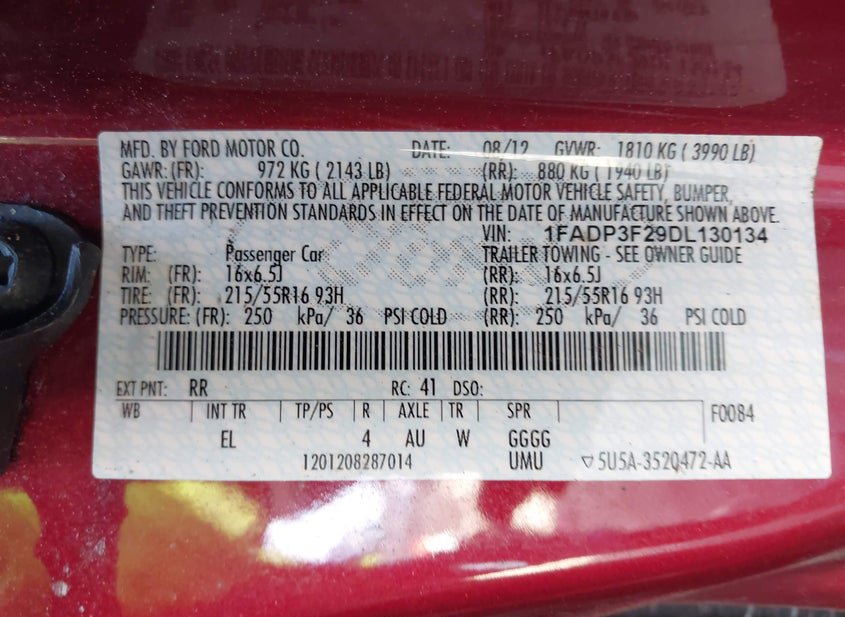 MFD. BY FORD MOTOR CO. DATE: 08/12 GVWR: 1810 KG ( 3990 LB)
GAWR: (FR): 972 KG ( 2143 LB) (RR): 880 KG ( 1940 LB)
THIS VEHICLE CONFORMS TO ALL APPLICABLE FEDERAL MOTOR VEHICLE SAFETY, BUMPER,
AND THEFT PREVENTION STANDARDS IN EFFECT ON THE DATE OF MANUFACTURE SHOWN ABOVE.
VIN: 1FADP3F29DL130134
TYPE: Passenger Car TRAILER TOWING - SEE OWNER GUIDE
RIM: (FR): 16x6.5J (RR): 16x6.5J
TIRE: (FR): 215/55R16 93H (RR): 215/55R16 93H
PRESSURE: (FR): 250 kPa/ 36 PSI COLD (RR): 250 kPa/ 36 PSI COLD
EXT PNT: RR RC: 41 DSO:
WB INT TR TP/PS R AXLE TR SPR F0084
EL 4 AU W GGGG
1201208287014 UMU ▽5U5A-3520472-AA